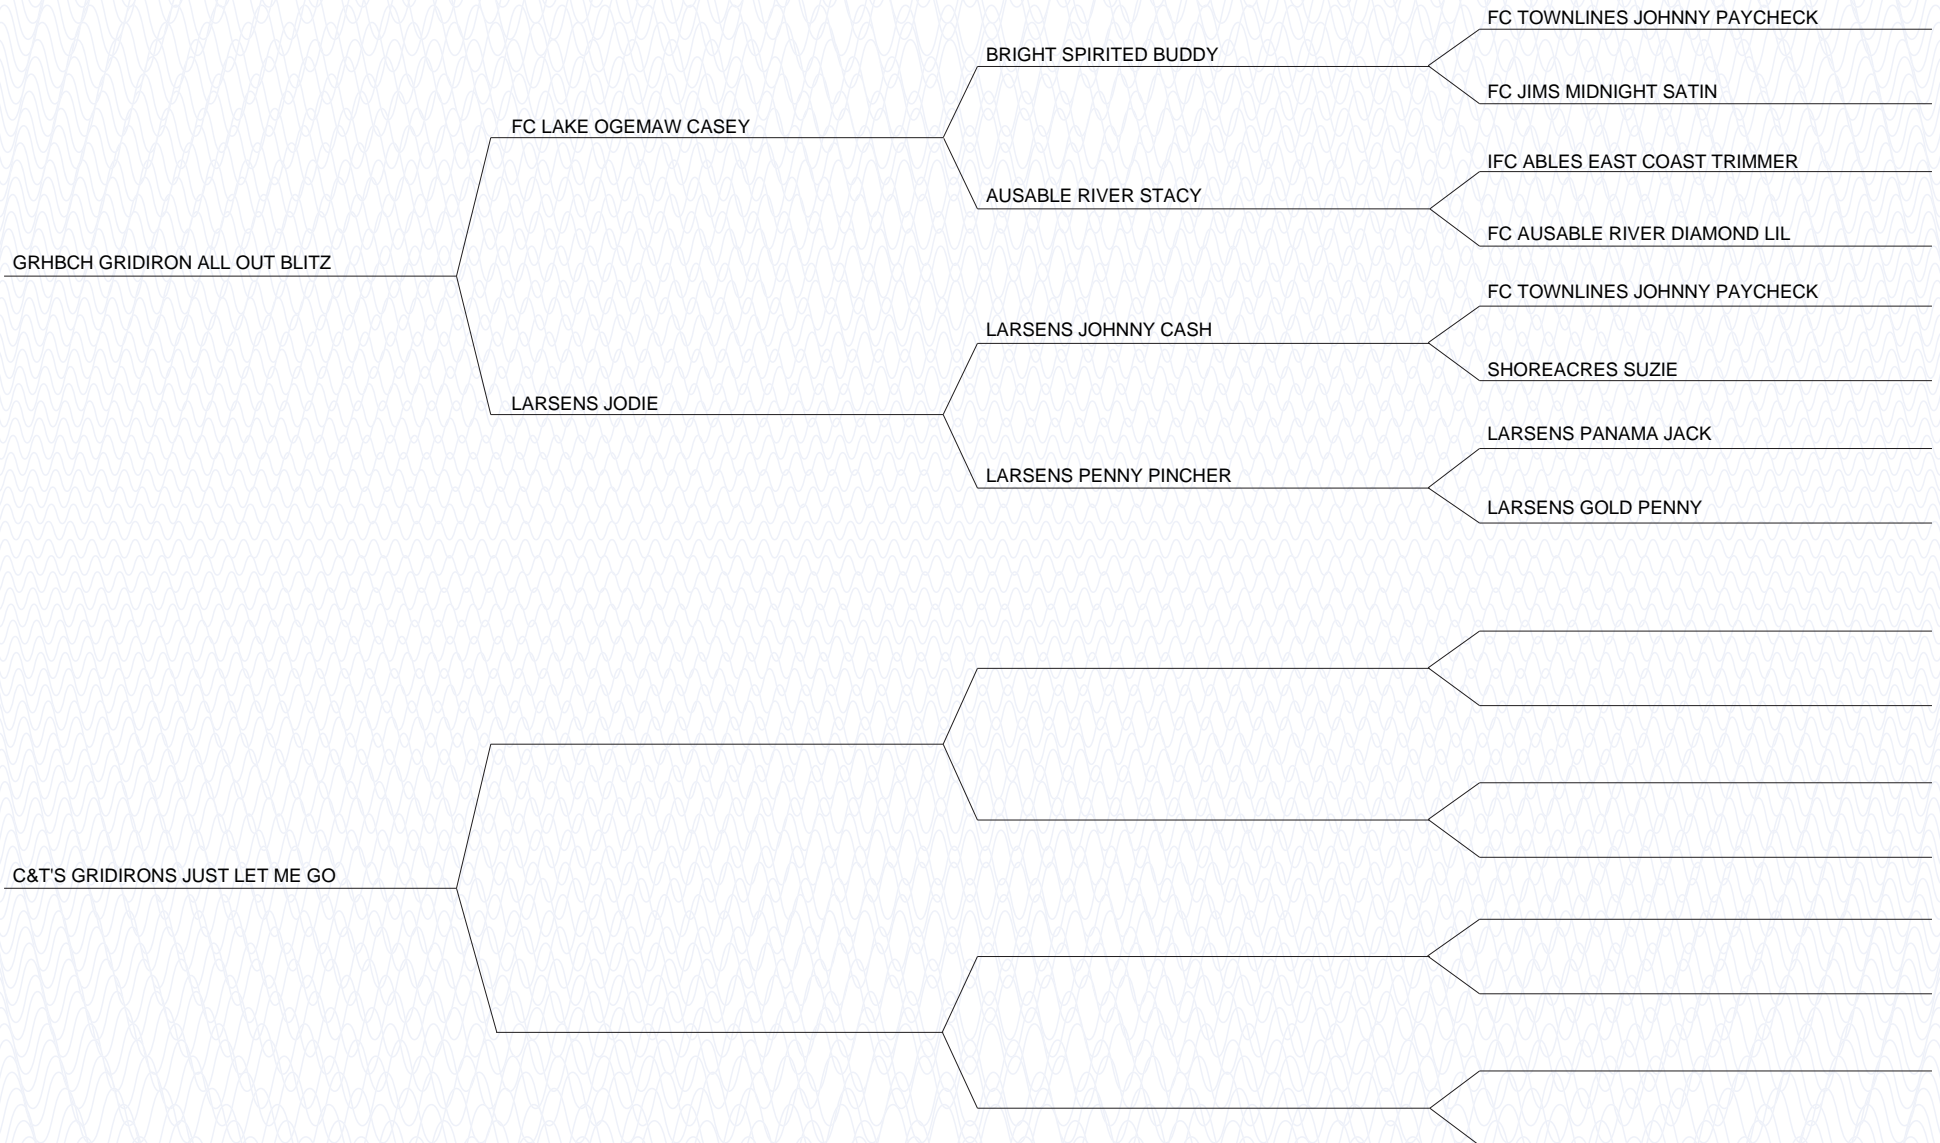 FC TOWNLINES JOHNNY PAYCHECK
BRIGHT SPIRITED BUDDY
FC JIMS MIDNIGHT SATIN
FC LAKE OGEMAW CASEY
IFC ABLES EAST COAST TRIMMER
AUSABLE RIVER STACY
FC AUSABLE RIVER DIAMOND LIL
GRHBCH GRIDIRON ALL OUT BLITZ
FC TOWNLINES JOHNNY PAYCHECK
LARSENS JOHNNY CASH
SHOREACRES SUZIE
LARSENS JODIE
LARSENS PANAMA JACK
LARSENS PENNY PINCHER
LARSENS GOLD PENNY
C&T'S GRIDIRONS JUST LET ME GO